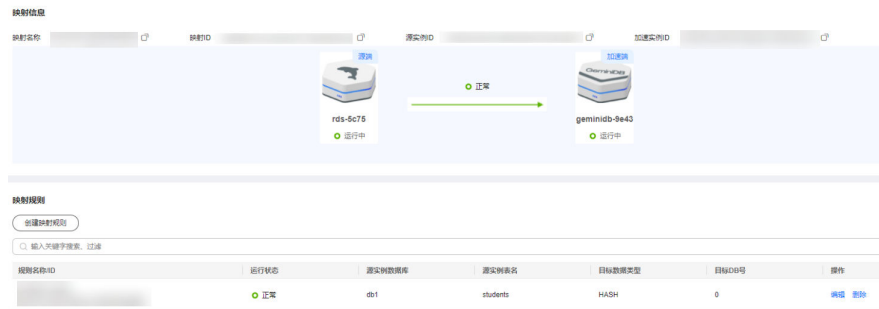 映射信息
映射名称 映射ID 源实例ID 加速实例ID
源端 加速端
GeminiDB
正常
rds-5c75 geminidb-9e43
运行中 运行中
映射规则
创建映射规则
输入关键字搜索、过滤
规则名称/ID 运行状态 源实例数据库 源实例表名 目标数据类型 目标DB号 操作
正常 db1 students HASH 0 编辑 删除